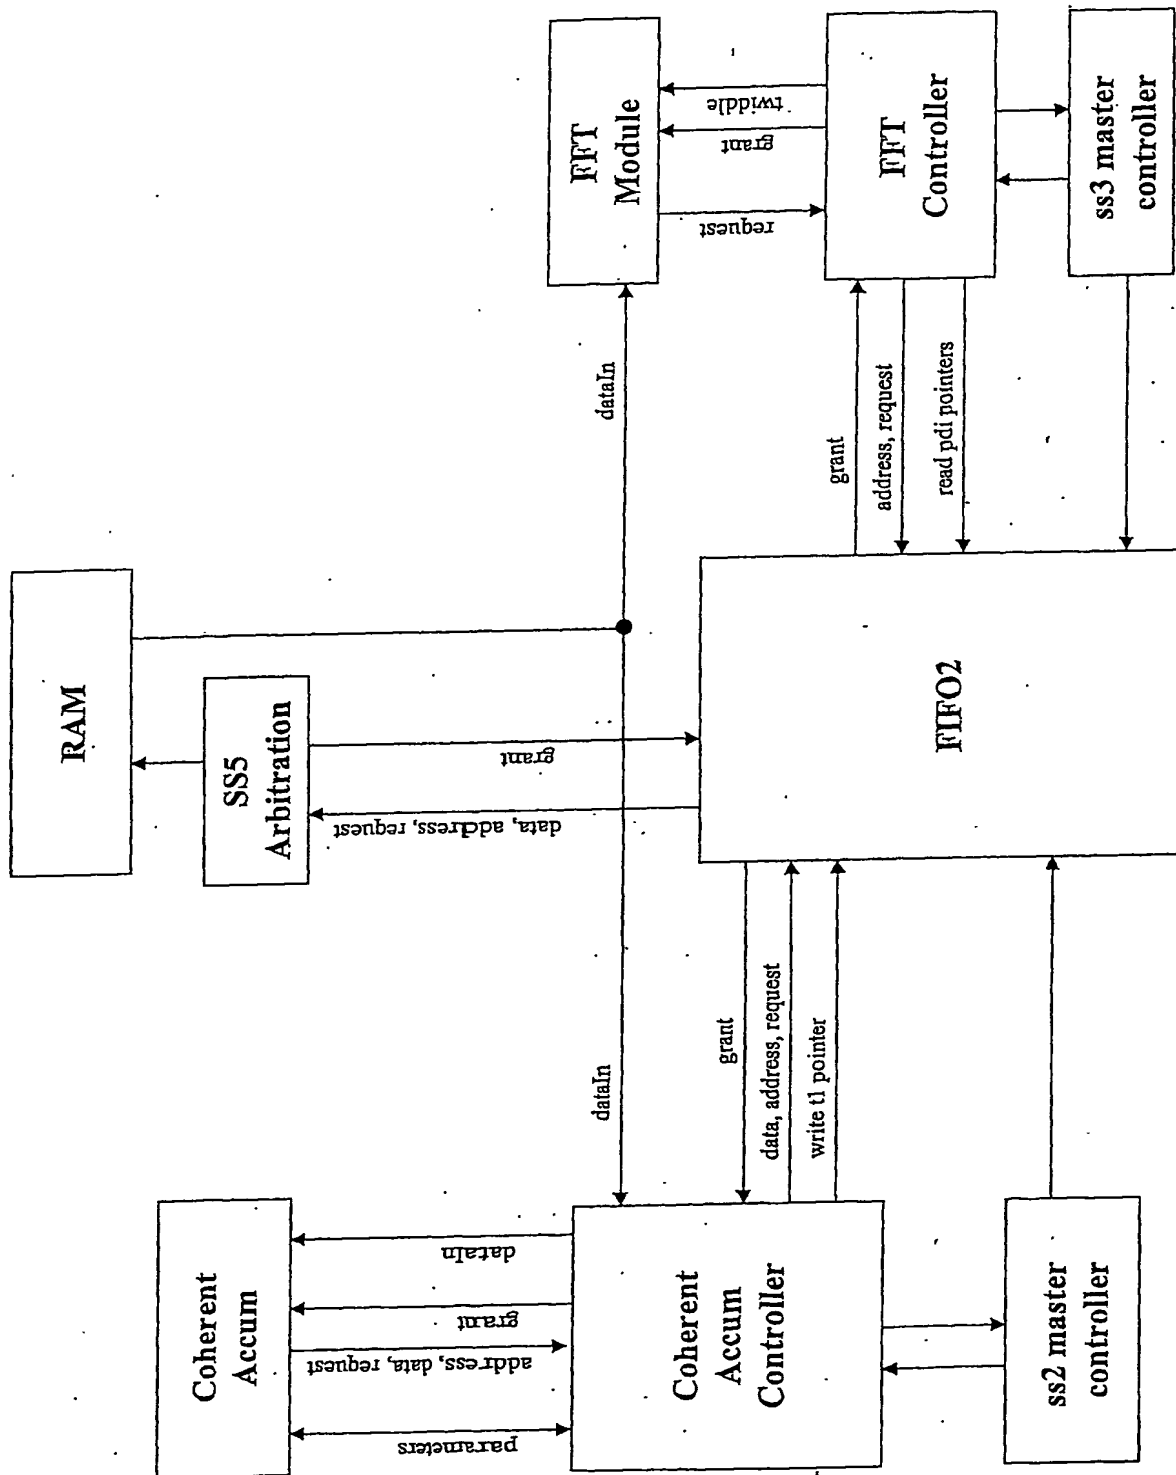 RAM
SS5
Arbitration
Coherent
Accum
parameters
address, data, request
grant
dataIn
Coherent
Accum
Controller
ss2 master
controller
dataIn
grant
data, address, request
write t1 pointer
data, address, request
grant
FIFO2
dataIn
grant
address, request
read pdi pointers
FFT
Module
request
grant
twiddle
FFT
Controller
ss3 master
controller